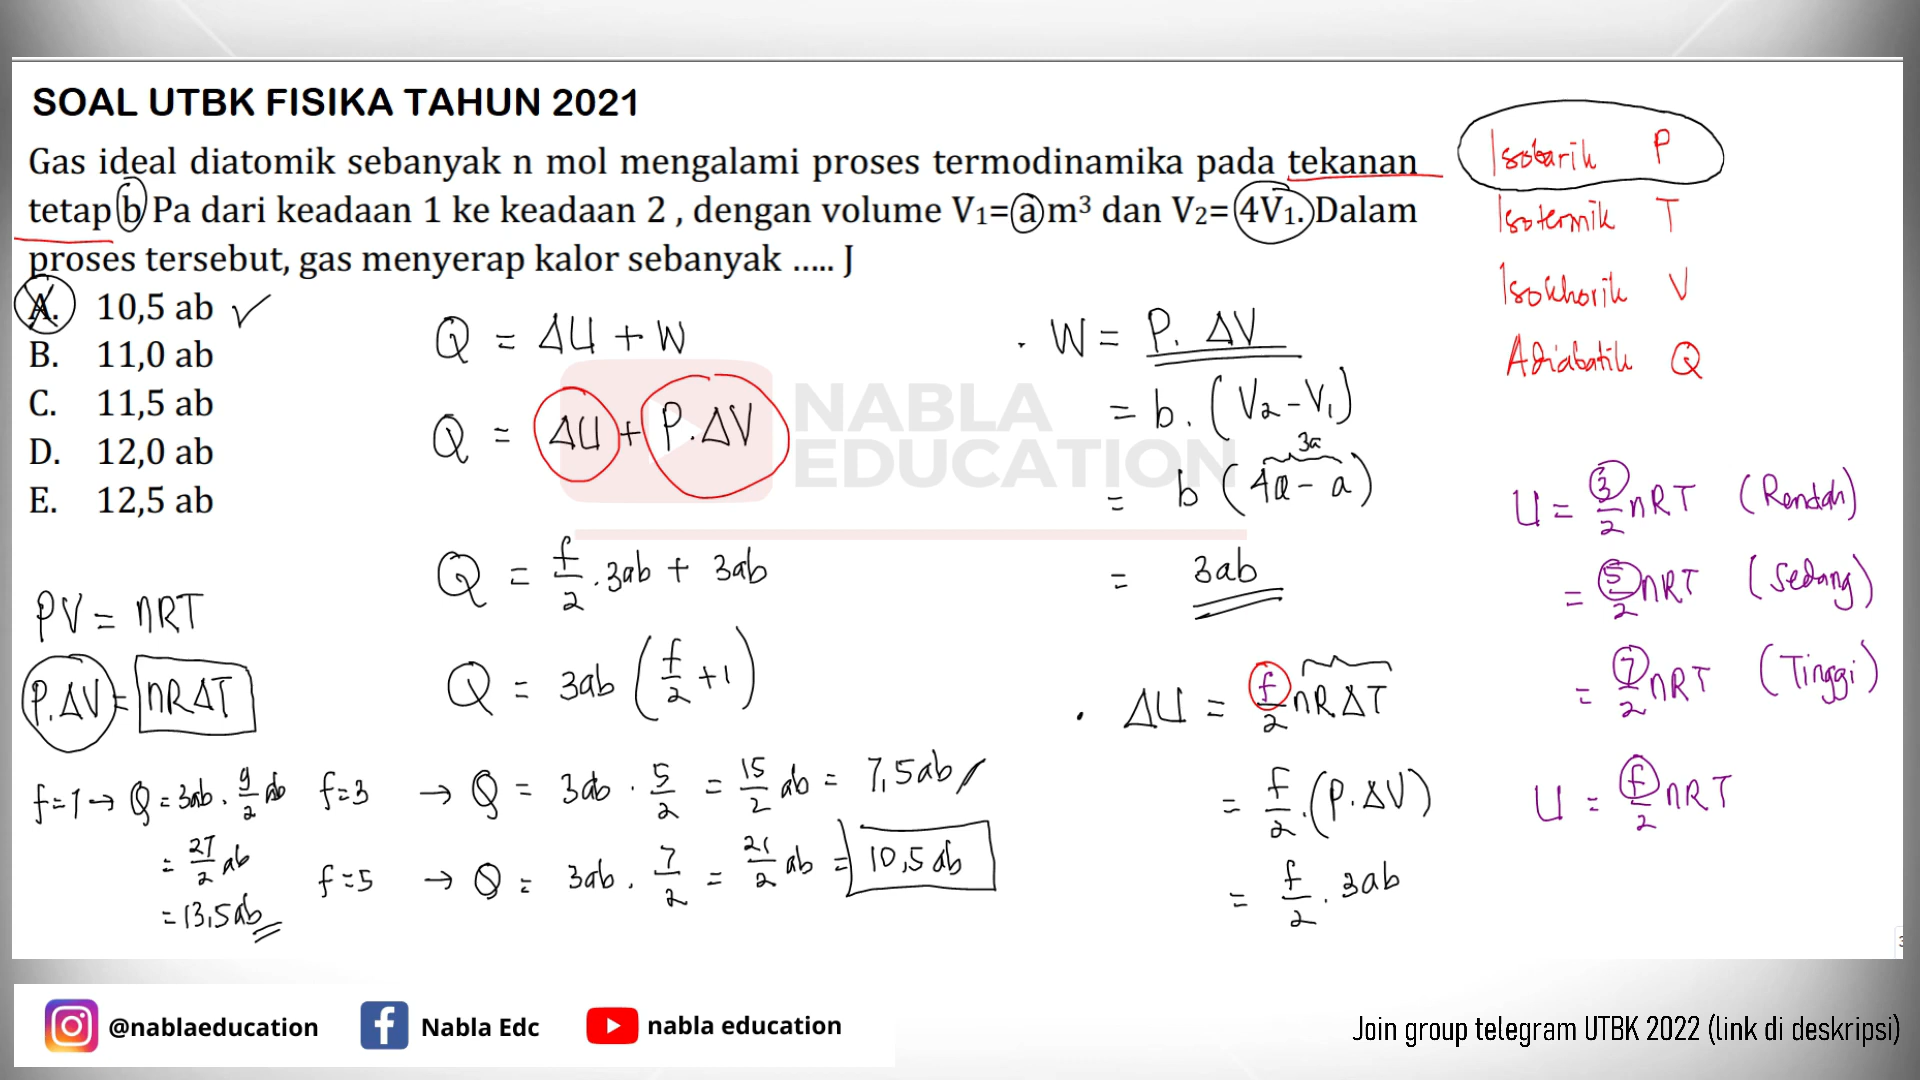 SOAL UTBK FISIKA TAHUN 2021
Gas ideal diatomik sebanyak n mol mengalami proses termodinamika pada tekanan
tetap b Pa dari keadaan 1 ke keadaan 2 , dengan volume V₁=a m³ dan V₂=4V₁. Dalam
proses tersebut, gas menyerap kalor sebanyak ..... J
A. 10,5 ab ✓
B. 11,0 ab
C. 11,5 ab
D. 12,0 ab
E. 12,5 ab
PV = nRT
P.ΔV = nRΔT
Q = ΔU + W
Q = ΔU + P.ΔV
Q = f/2 . 3ab + 3ab
Q = 3ab (f/2 + 1)
f=7 → Q = 3ab . 9/2 ab
= 27/2 ab
= 13,5ab
f=3 → Q = 3ab . 5/2 = 15/2 ab = 7,5ab
f=5 → Q = 3ab . 7/2 = 21/2 ab = 10,5 ab
. W = P. ΔV
= b. (V₂-V₁)
3a
= b (4a - a)
= 3ab
. ΔU = f/2 nRΔT
= f/2 . (P.ΔV)
= f/2 . 3ab
Isobarik P
Isotermik T
Isokhorik V
Adiabatik Q
U = 3/2 nRT (Rendah)
= 5/2 nRT (Sedang)
= 7/2 nRT (Tinggi)
U = f/2 nRT
NABLA
EDUCATION
@nablaeducation
Nabla Edc
nabla education
Join group telegram UTBK 2022 (link di deskripsi)